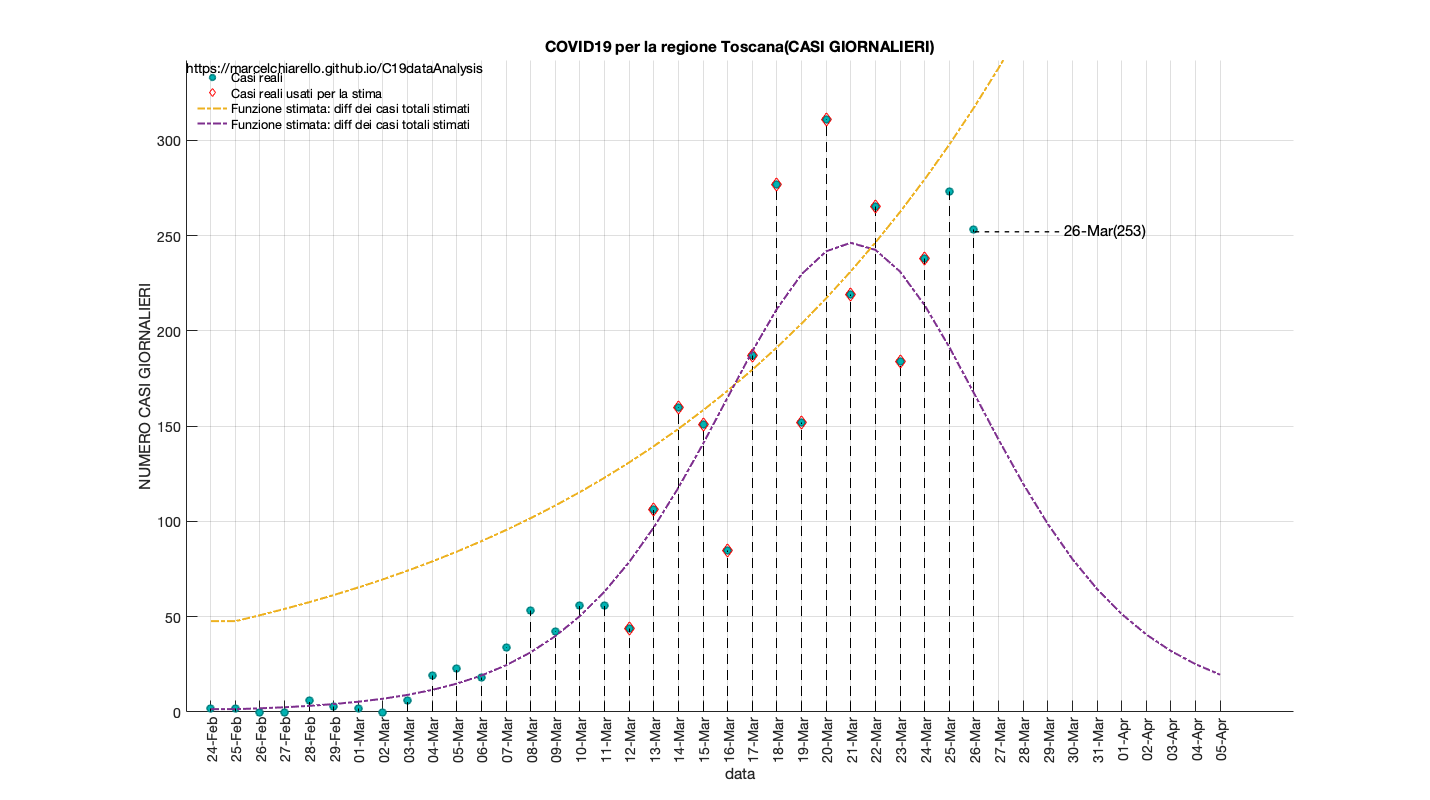 COVID19 per la regione Toscana(CASI GIORNALIERI)
https://marcelchiarello.github.io/C19dataAnalysis
Casi reali
Casi reali usati per la stima
Funzione stimata: diff dei casi totali stimati
Funzione stimata: diff dei casi totali stimati
NUMERO CASI GIORNALIERI
300
250
200
150
100
50
0
26-Mar(253)
24-Feb
25-Feb
26-Feb
27-Feb
28-Feb
29-Feb
01-Mar
02-Mar
03-Mar
04-Mar
05-Mar
06-Mar
07-Mar
08-Mar
09-Mar
10-Mar
11-Mar
12-Mar
13-Mar
14-Mar
15-Mar
16-Mar
17-Mar
18-Mar
19-Mar
20-Mar
21-Mar
22-Mar
23-Mar
24-Mar
25-Mar
26-Mar
27-Mar
28-Mar
29-Mar
30-Mar
31-Mar
01-Apr
02-Apr
03-Apr
04-Apr
05-Apr
data